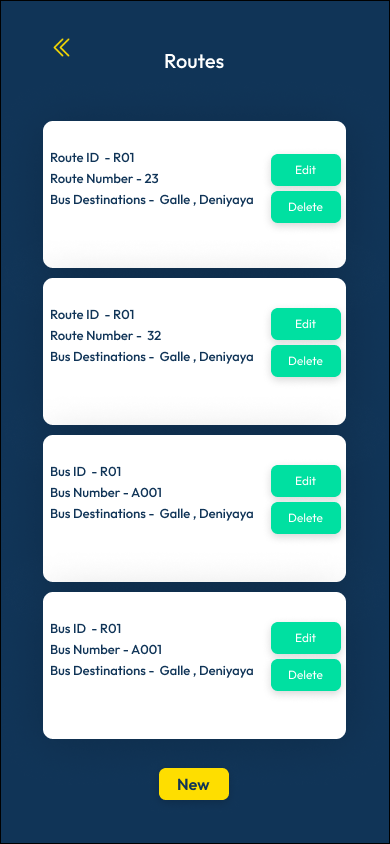 Routes
Route ID - R01
Route Number - 23
Bus Destinations - Galle , Deniyaya
Edit
Delete
Route ID - R01
Route Number - 32
Bus Destinations - Galle , Deniyaya
Edit
Delete
Bus ID - R01
Bus Number - A001
Bus Destinations - Galle , Deniyaya
Edit
Delete
Bus ID - R01
Bus Number - A001
Bus Destinations - Galle , Deniyaya
Edit
Delete
New